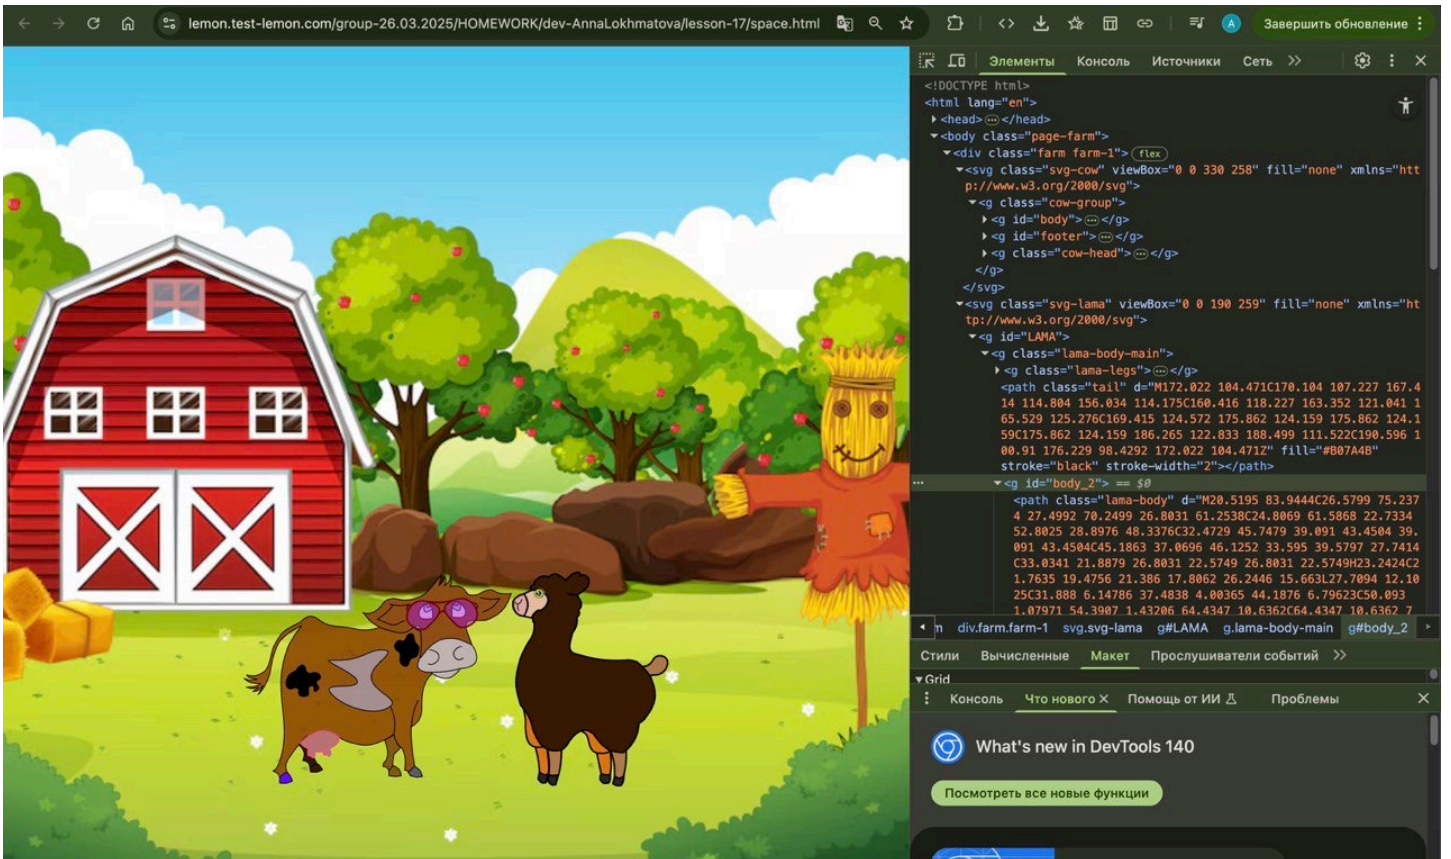 lemon.test-lemon.com/group-26.03.2025/HOMEWORK/dev-AnnaLokhmatova/lesson-17/space.html
A
Завершить обновление
Элементы
Консоль
Источники
Сеть
<!DOCTYPE html>
<html lang="en">
<head>
</head>
<body class="page-farm">
<div class="farm farm-1"> flex
<svg class="svg-cow" viewBox="0 0 330 258" fill="none" xmlns="htt
p://www.w3.org/2000/svg">
<g class="cow-group">
<g id="body"></g>
<g id="footer"></g>
<g class="cow-head"></g>
</g>
</svg>
<svg class="svg-lama" viewBox="0 0 190 259" fill="none" xmlns="ht
tp://www.w3.org/2000/svg">
<g id="LAMA">
<g class="lama-body-main">
<g class="lama-legs"></g>
<path class="tail" d="M172.022 104.471C170.104 107.227 167.4
14 114.804 156.034 114.175C160.416 118.227 163.352 121.041 1
65.529 125.276C169.415 124.572 175.862 124.159 175.862 124.1
59C175.862 124.159 186.265 122.833 188.499 111.522C190.596 1
00.91 176.229 98.4292 172.022 104.471Z" fill="#B07A4B"
stroke="black" stroke-width="2"></path>
<g id="body_2"> == $0
<path class="lama-body" d="M20.5195 83.9444C26.5799 75.237
4 27.4992 70.2499 26.8031 61.2538C24.8069 61.5868 22.7334
52.8025 28.8976 48.3376C32.4729 45.7479 39.091 43.4504 39.
091 43.4504C45.1863 37.0696 46.1252 33.595 39.5797 27.7414
C33.0341 21.8879 26.8031 22.5749 26.8031 22.5749H23.2424C2
1.7635 19.4756 21.386 17.8062 26.2446 15.663L27.7094 12.10
25C31.888 6.14786 37.4838 4.00365 44.1876 6.79623C50.093
1.07971 54.3907 1.43206 64.4347 10.6362C64.4347 10.6362 7
div.farm.farm-1 svg.svg-lama g#LAMA g.lama-body-main g#body_2
Стили Вычисленные Макет Прослушиватели событий
Grid
Консоль Что нового Помощь от ИИ Проблемы
What's new in DevTools 140
Посмотреть все новые функции